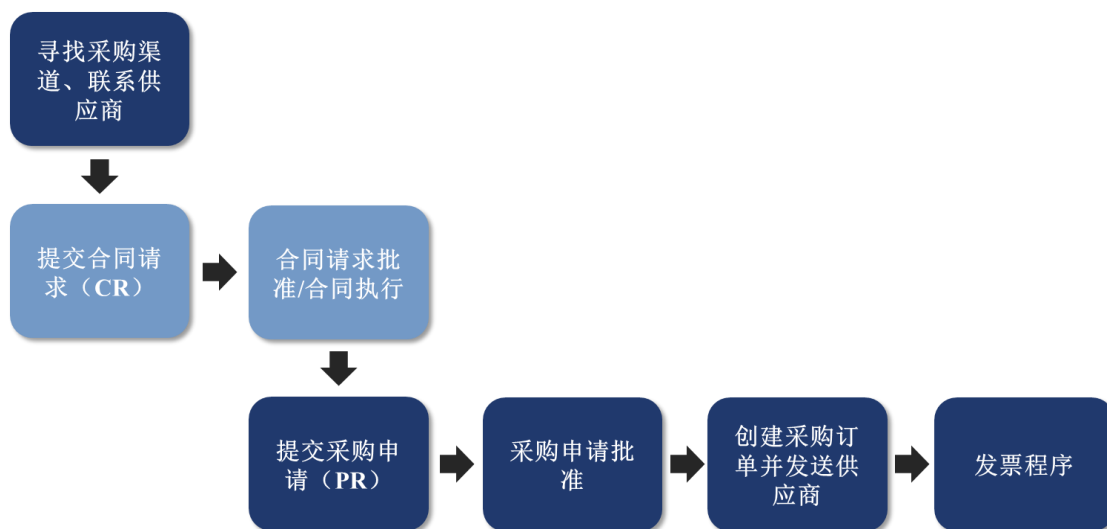 寻找采购渠
道、联系供
应商
提交合同请
求（CR）
合同请求批
准/合同执行
提交采购申
请（PR）
采购申请批
准
创建采购订
单并发送供
应商
发票程序